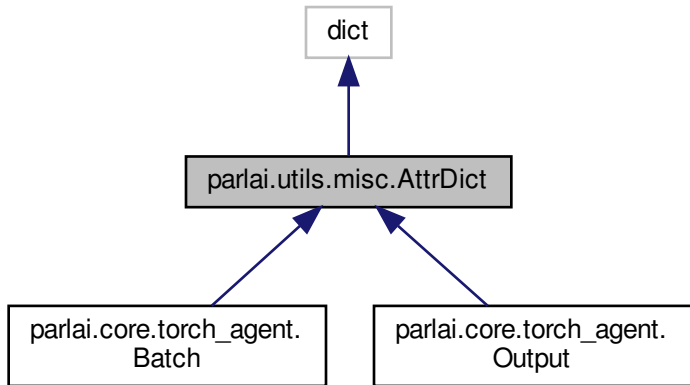 dict
parlai.utils.misc.AttrDict
parlai.core.torch_agent.
Batch
parlai.core.torch_agent.
Output